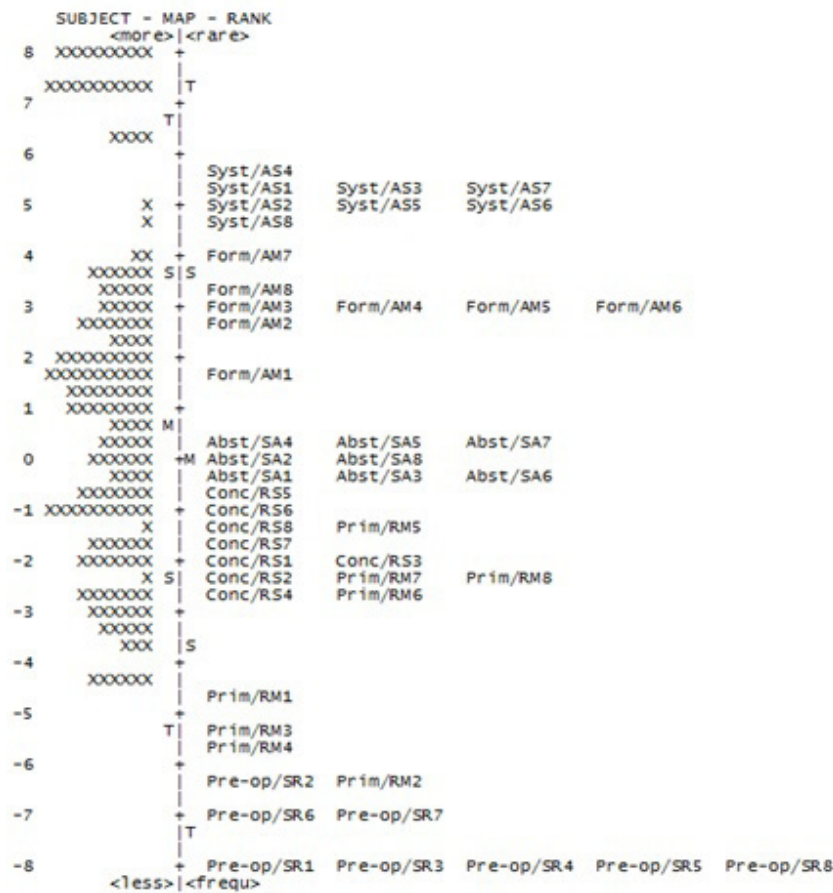 SUBJECT - MAP - RANK
<more>|<rare>
8 XXXXXXXXX +
|
XXXXXXXXXX |T
7 +
T|
XXXX |
6 +
| Syst/AS4
| Syst/AS1 Syst/AS3 Syst/AS7
5 X + Syst/AS2 Syst/AS5 Syst/AS6
X | Syst/AS8
|
4 XX + Form/AM7
XXXXXX S|S
XXXXX | Form/AM8
3 XXXXX + Form/AM3 Form/AM4 Form/AM5 Form/AM6
XXXXXXX | Form/AM2
XXXX |
2 XXXXXXXXX +
XXXXXXXXXX | Form/AM1
XXXXXXXX |
1 XXXXXXXX +
XXXX M|
XXXXX | Abst/SA4 Abst/SA5 Abst/SA7
0 XXXXXX +M Abst/SA2 Abst/SA8
XXXX | Abst/SA1 Abst/SA3 Abst/SA6
XXXXXXX | Conc/RS5
-1 XXXXXXXXXX + Conc/RS6
X | Conc/RS8 Prim/RM5
XXXXXX | Conc/RS7
-2 XXXXXXX + Conc/RS1 Conc/RS3
X S| Conc/RS2 Prim/RM7 Prim/RM8
XXXXXXX | Conc/RS4 Prim/RM6
-3 XXXXXX +
XXXXX |
XXX |S
-4 +
XXXXXX |
| Prim/RM1
-5 +
T| Prim/RM3
| Prim/RM4
-6 +
| Pre-op/SR2 Prim/RM2
|
-7 + Pre-op/SR6 Pre-op/SR7
|T
|
-8 + Pre-op/SR1 Pre-op/SR3 Pre-op/SR4 Pre-op/SR5 Pre-op/SR8
<less>|<frequ>